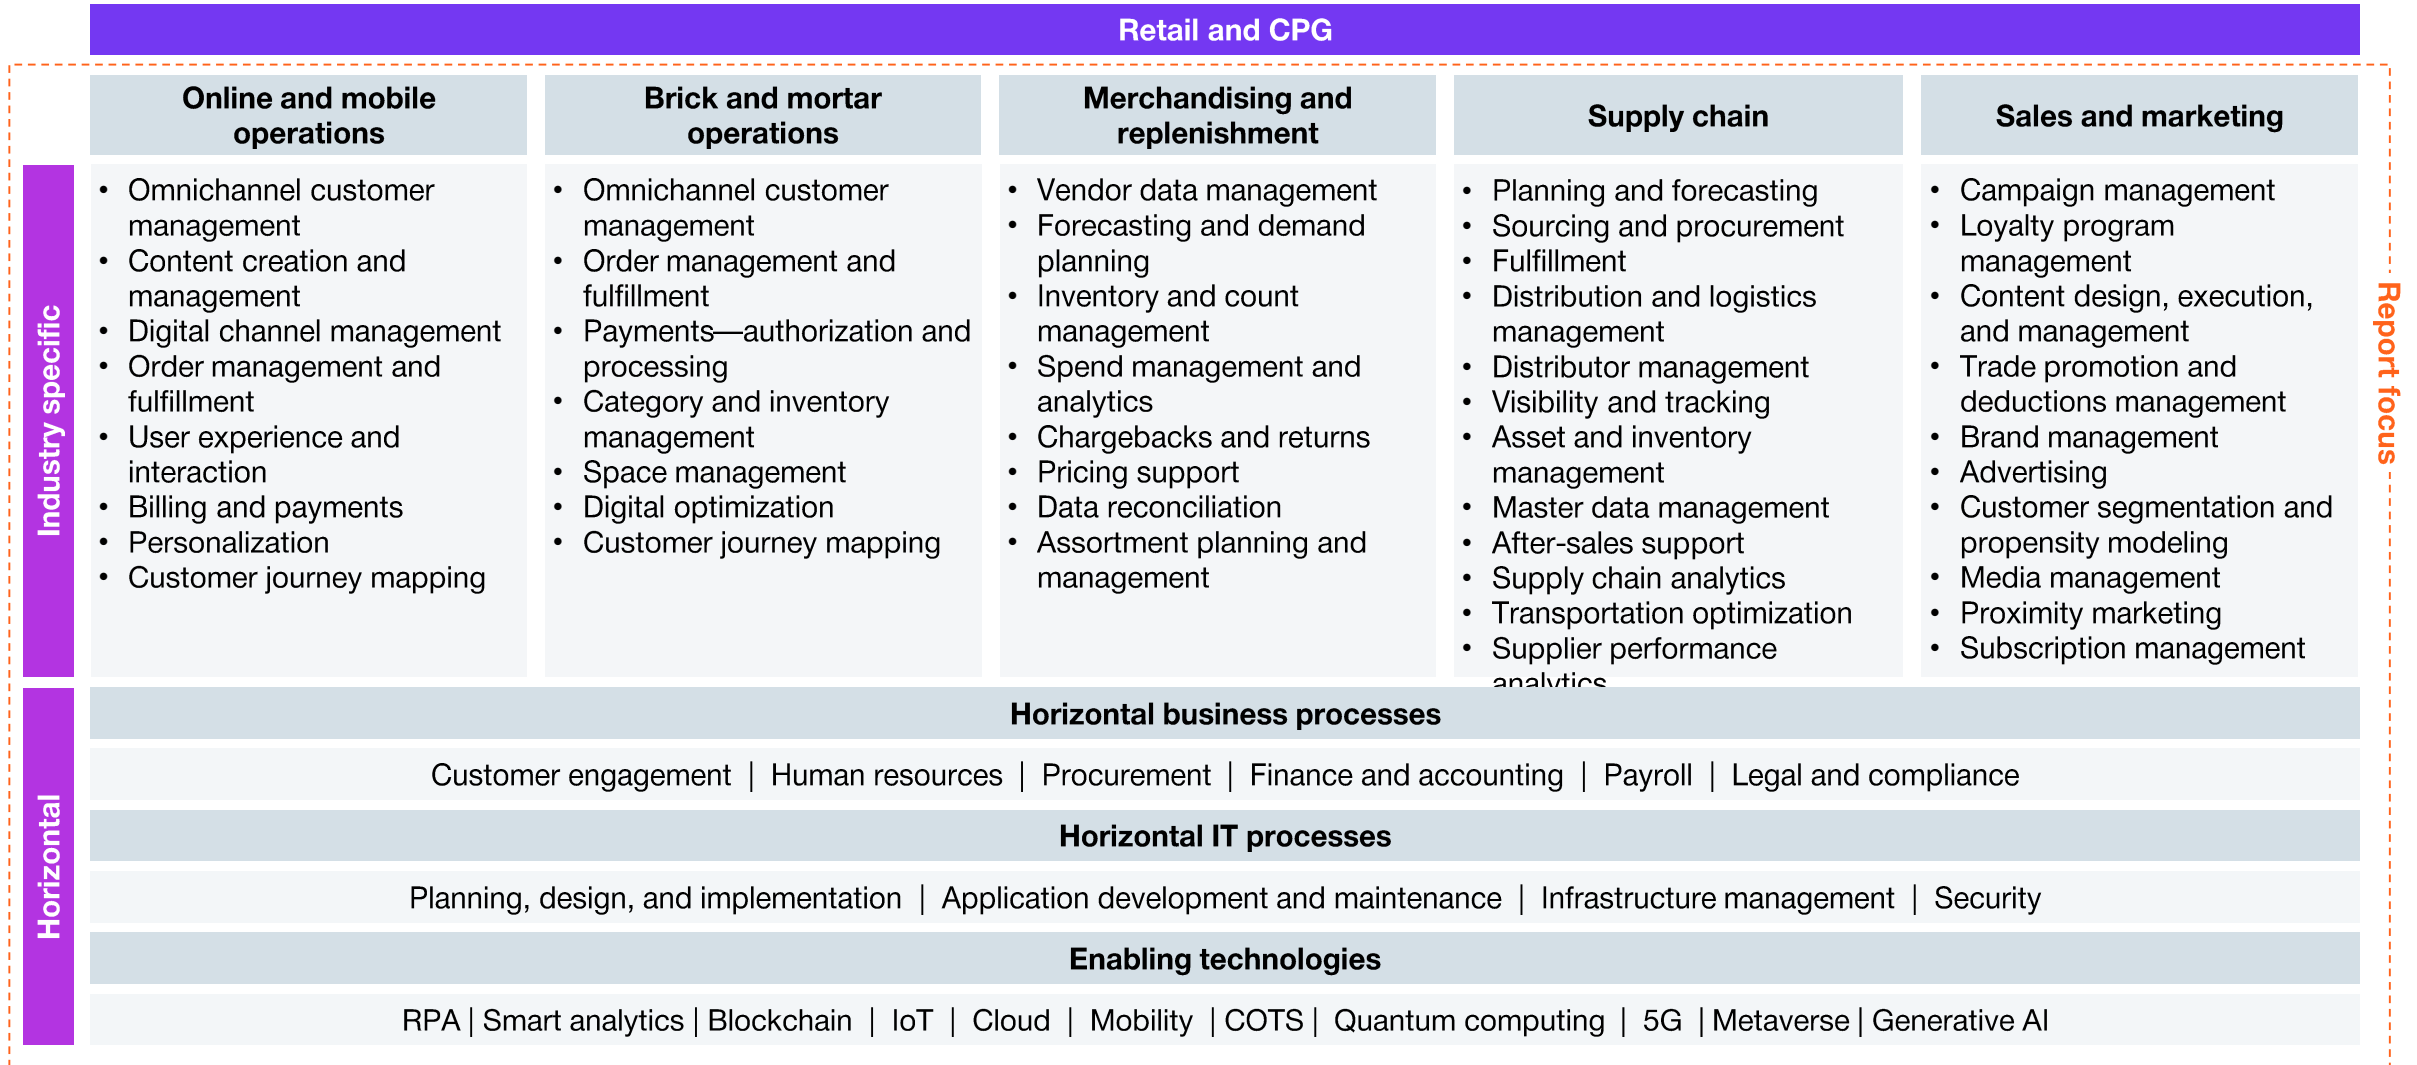 Retail and CPG
Online and mobile
operations
Brick and mortar
operations
Merchandising and
replenishment
Supply chain
Sales and marketing
Industry specific
• Omnichannel customer
management
• Content creation and
management
• Digital channel management
• Order management and
fulfillment
• User experience and
interaction
• Billing and payments
• Personalization
• Customer journey mapping
• Omnichannel customer
management
• Order management and
fulfillment
• Payments—authorization and
processing
• Category and inventory
management
• Space management
• Digital optimization
• Customer journey mapping
• Vendor data management
• Forecasting and demand
planning
• Inventory and count
management
• Spend management and
analytics
• Chargebacks and returns
• Pricing support
• Data reconciliation
• Assortment planning and
management
• Planning and forecasting
• Sourcing and procurement
• Fulfillment
• Distribution and logistics
management
• Distributor management
• Visibility and tracking
• Asset and inventory
management
• Master data management
• After-sales support
• Supply chain analytics
• Transportation optimization
• Supplier performance
analytics
• Campaign management
• Loyalty program
management
• Content design, execution,
and management
• Trade promotion and
deductions management
• Brand management
• Advertising
• Customer segmentation and
propensity modeling
• Media management
• Proximity marketing
• Subscription management
Report focus
Horizontal
Horizontal business processes
Customer engagement | Human resources | Procurement | Finance and accounting | Payroll | Legal and compliance
Horizontal IT processes
Planning, design, and implementation | Application development and maintenance | Infrastructure management | Security
Enabling technologies
RPA | Smart analytics | Blockchain | IoT | Cloud | Mobility | COTS | Quantum computing | 5G | Metaverse | Generative AI